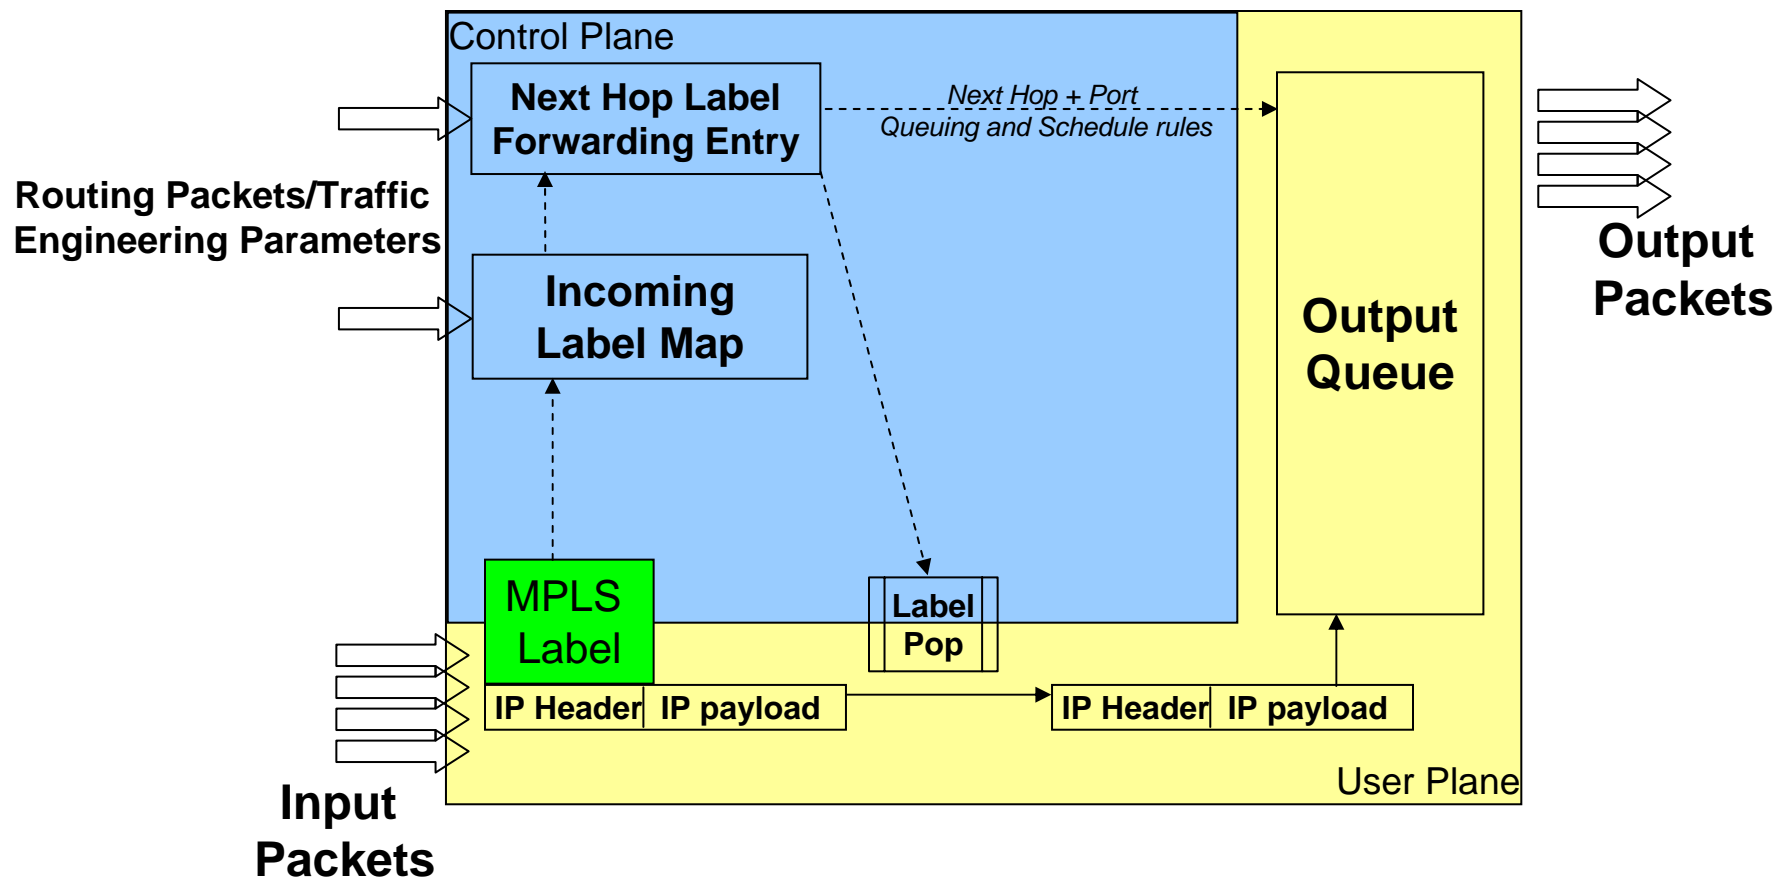 Control Plane
Next Hop Label
Forwarding Entry
Next Hop + Port
Queuing and Schedule rules
Routing Packets/Traffic
Engineering Parameters
Incoming
Label Map
Output
Queue
Output
Packets
MPLS
Label
Label
Pop
IP Header IP payload
IP Header IP payload
User Plane
Input
Packets